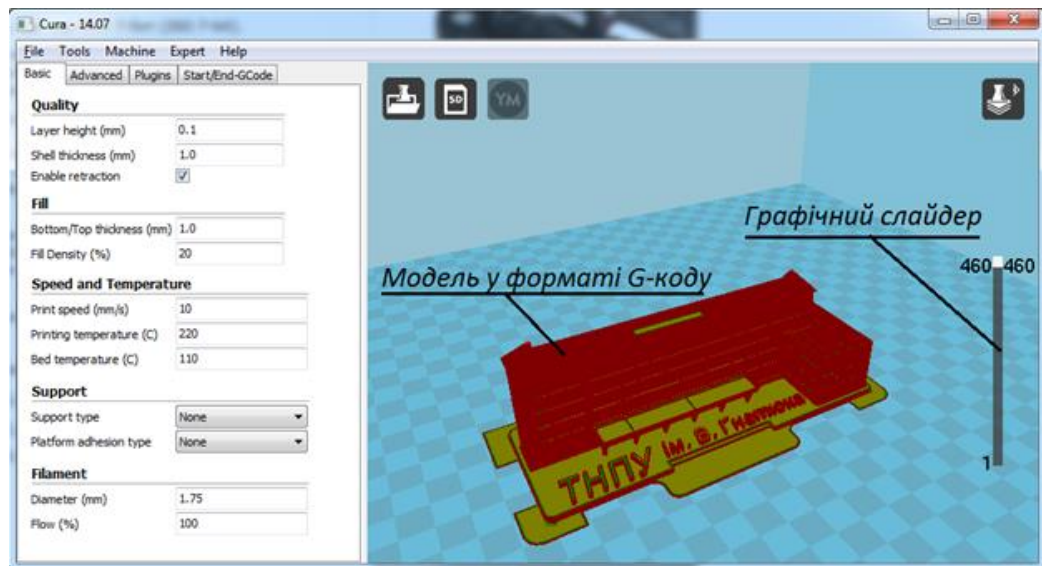 Cura - 14.07
File Tools Machine Expert Help
Basic Advanced Plugins Start/End-GCode
Quality
Layer height (mm) 0.1
Shell thickness (mm) 1.0
Enable retraction
Fill
Bottom/Top thickness (mm) 1.0
Fill Density (%) 20
Speed and Temperature
Print speed (mm/s) 10
Printing temperature (C) 220
Bed temperature (C) 110
Support
Support type None
Platform adhesion type None
Filament
Diameter (mm) 1.75
Flow (%) 100
SD
YM
Графічний слайдер
460 460
Модель у форматі G-коду
1
ТНПУ ім. В. Гнатюка